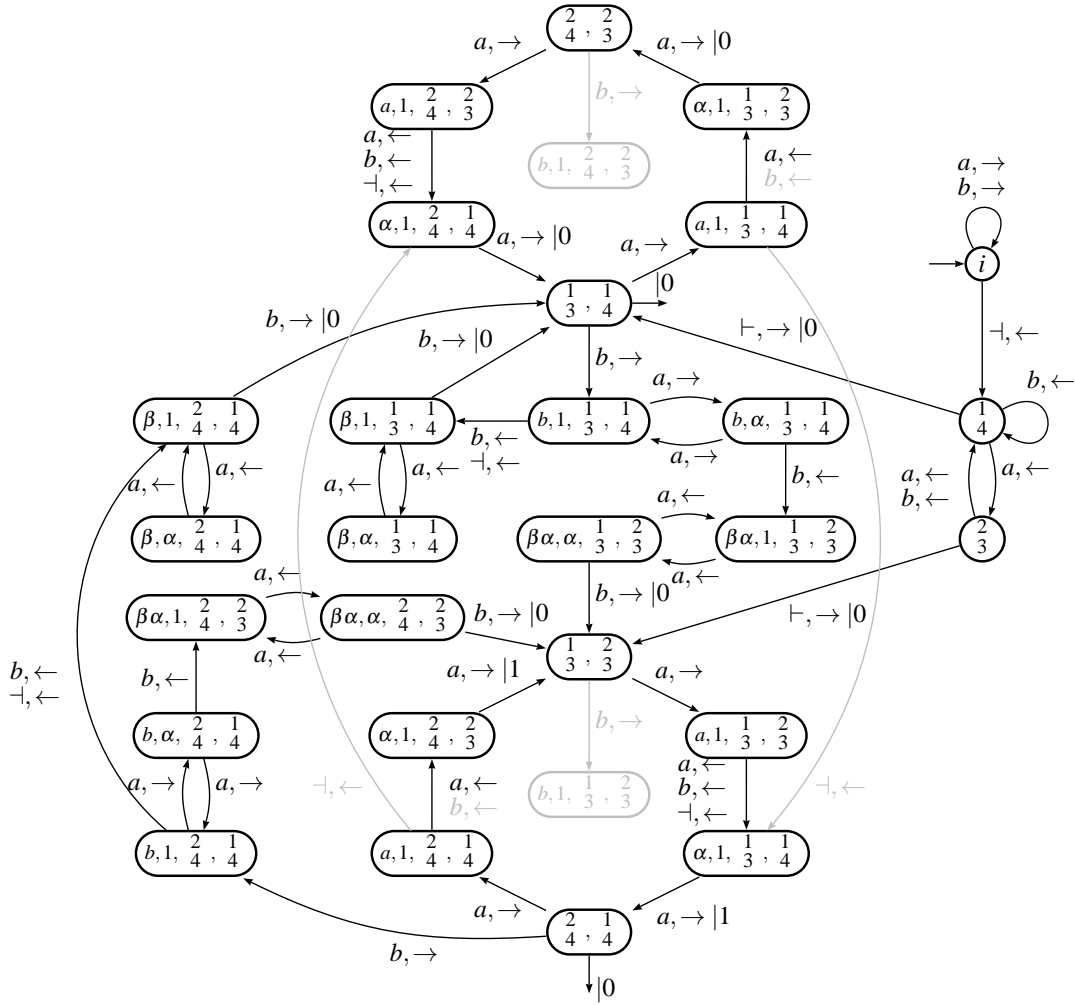 2 4 , 2 3
a, →
a, → |0
b, →
a, 1, 2 4 , 2 3
α, 1, 1 3 , 2 3
a, ←
b, ←
⊣, ←
b, 1, 2 4 , 2 3
a, ←
b, ←
a, →
b, →
α, 1, 2 4 , 1 4
a, → |0
a, →
a, 1, 1 3 , 1 4
i
1 3 , 1 4
|0
b, → |0
b, → |0
b, →
⊢, → |0
⊣, ←
a, →
b, ←
β, 1, 2 4 , 1 4
β, 1, 1 3 , 1 4
b, 1, 1 3 , 1 4
b, α, 1 3 , 1 4
1 4
b, ←
⊣, ←
a, →
a, ←
a, ←
a, ←
a, ←
b, ←
a, ←
b, ←
a, ←
a, ←
β, α, 2 4 , 1 4
β, α, 1 3 , 1 4
βα, α, 1 3 , 2 3
βα, 1, 1 3 , 2 3
2 3
a, ←
a, ←
b, → |0
βα, 1, 2 4 , 2 3
βα, α, 2 4 , 2 3
b, → |0
⊢, → |0
a, ←
1 3 , 2 3
b, ←
⊣, ←
b, ←
a, → |1
a, →
b, α, 2 4 , 1 4
α, 1, 2 4 , 2 3
b, →
a, 1, 1 3 , 2 3
a, →
a, →
⊣, ←
a, ←
b, ←
b, 1, 1 3 , 2 3
a, ←
b, ←
⊣, ←
⊣, ←
b, 1, 2 4 , 1 4
a, 1, 2 4 , 1 4
α, 1, 1 3 , 1 4
a, →
a, → |1
2 4 , 1 4
b, →
|0